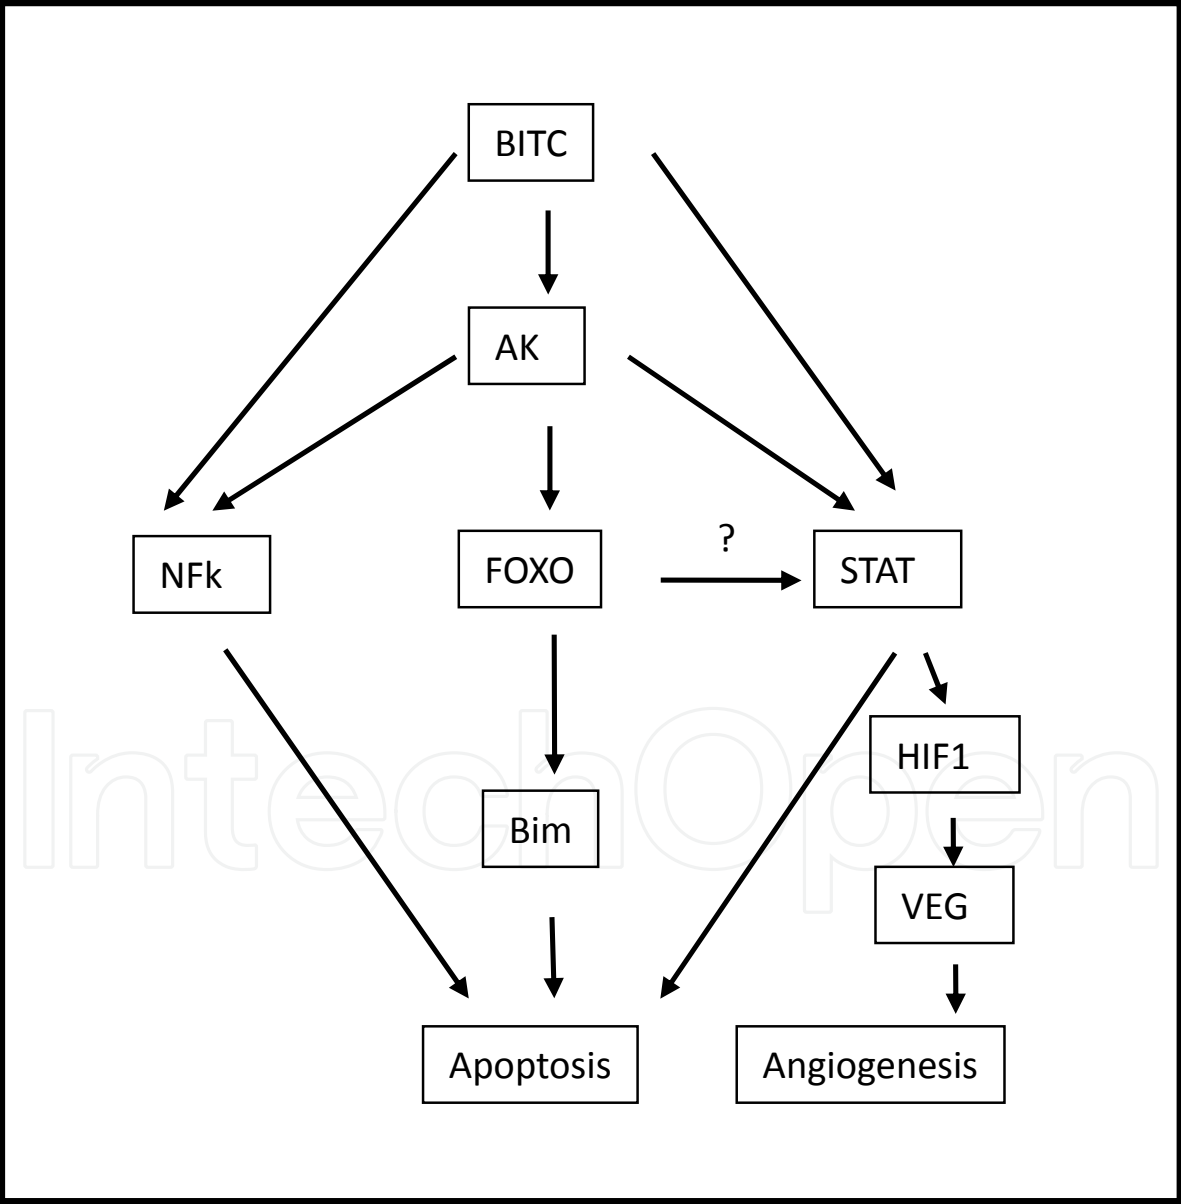 BITC
AK
?
NFk
FOXO
STAT
HIF1
Bim
VEG
Apoptosis
Angiogenesis
IntechOpen